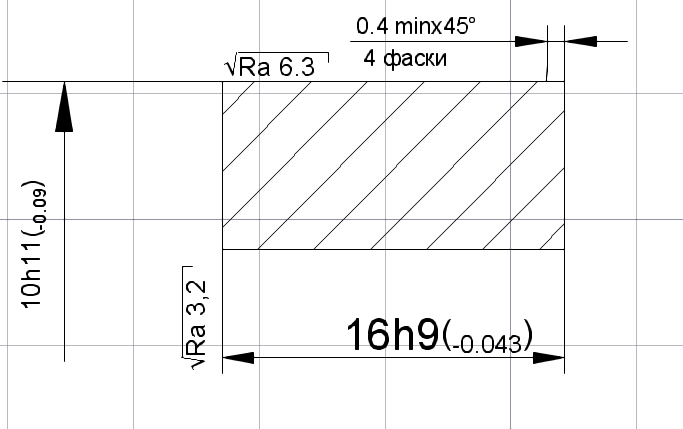 0.4 minx45°
4 фаски
√Ra 6.3
10h11(-0.09)
√Ra 3,2
16h9(-0.043)